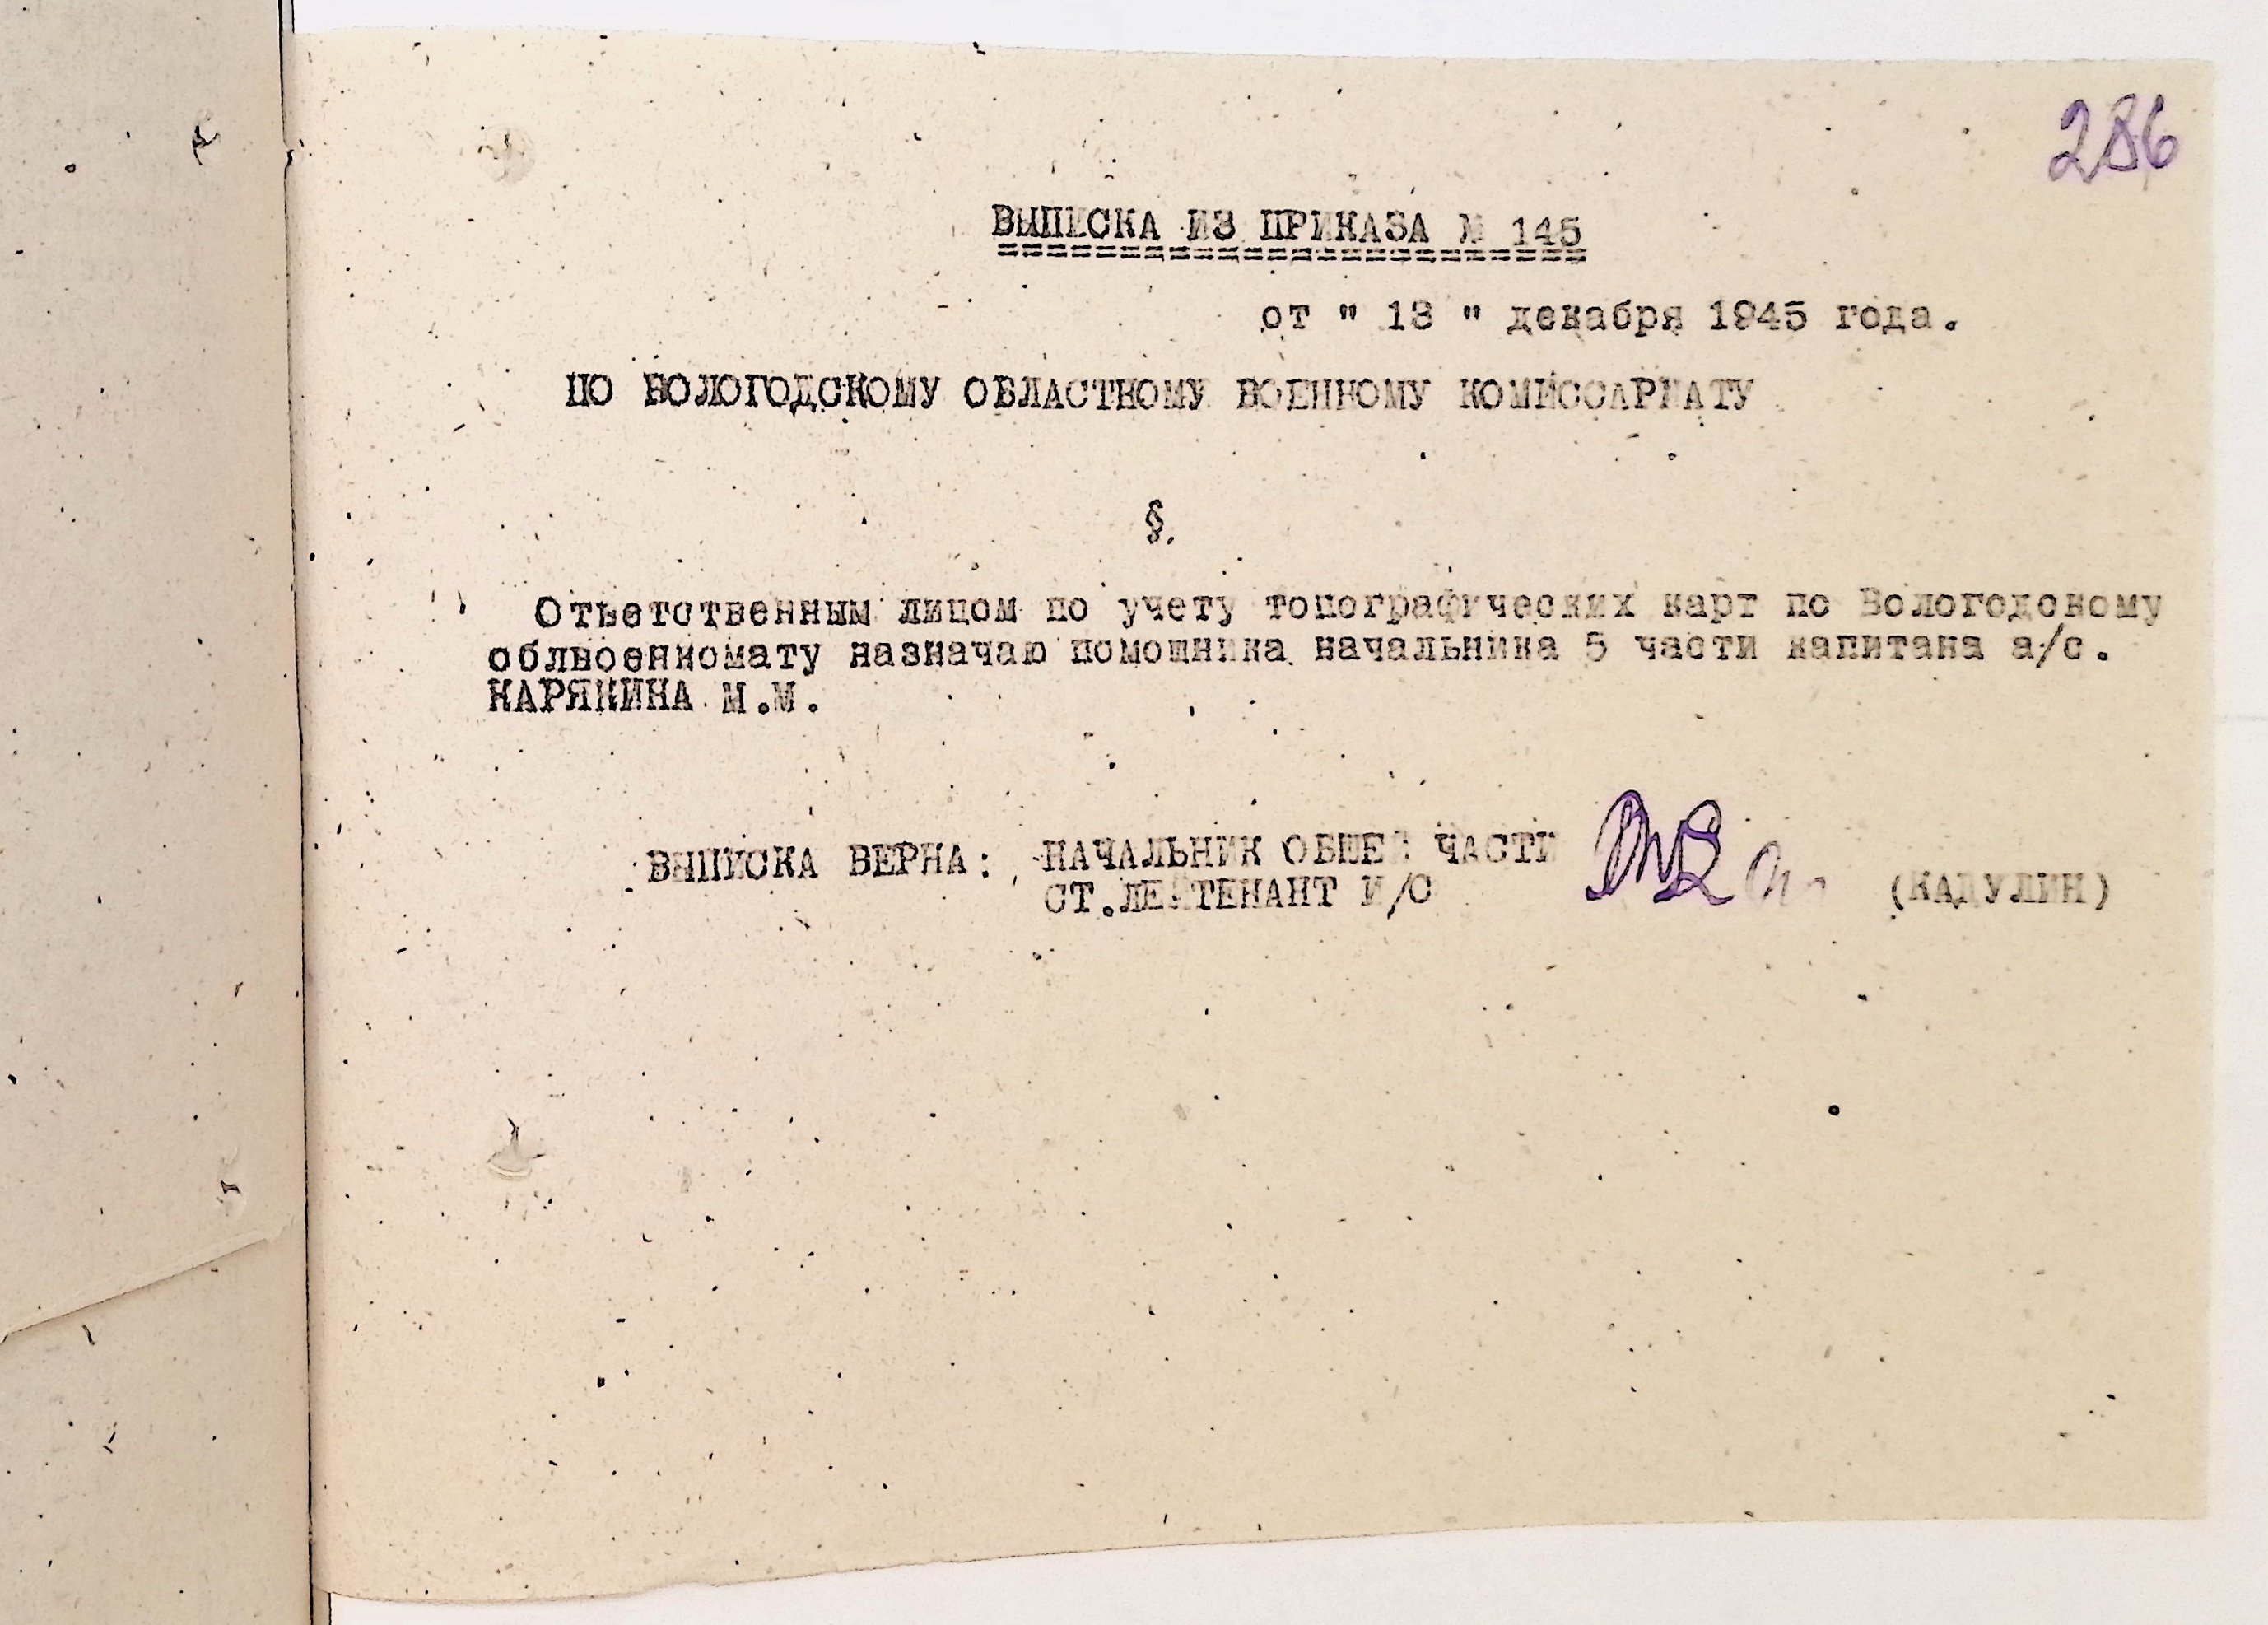 286
ВЫПИСКА ИЗ ПРИКАЗА № 145
от " 18 " декабря 1945 года.
ПО ВОЛОГОДСКОМУ ОБЛАСТНОМУ ВОЕННОМУ КОМИССАРИАТУ
§.
Ответственным лицом по учету топографических карт по Вологодскому
облвоенкомату назначаю помощника начальника 5 части капитана а/с.
КАРЯКИНА М.М.
ВЫПИСКА ВЕРНА: НАЧАЛЬНИК ОБЩЕЙ ЧАСТИ
СТ.ЛЕЙТЕНАНТ И/С (КАДУЛИН)